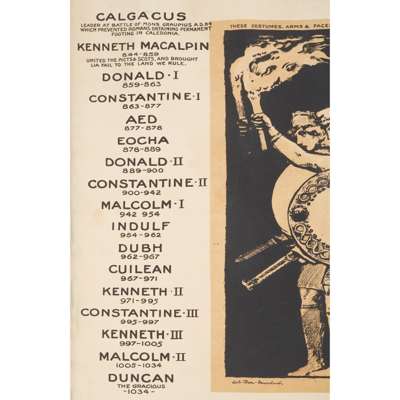 CALGACUS
LEADER AT BATTLE OF MONS GRAUPIUS A.D. 84
WHICH PREVENTED ROMANS OBTAINING PERMANENT
FOOTING IN CALEDONIA.
KENNETH MACALPIN
844-859
UNITED THE PICTS & SCOTS, AND BROUGHT
LIA FAIL TO THE LAND WE RULE.
DONALD · I
859-863
CONSTANTINE · I
863-877
AED
877-878
EOCHA
878-889
DONALD · II
889-900
CONSTANTINE · II
900-942
MALCOLM · I
942 954
INDULF
954-962
DUBH
962-967
CUILEAN
967-971
KENNETH · II
971-995
CONSTANTINE · III
995-997
KENNETH · III
997-1005
MALCOLM · II
1005-1034
DUNCAN
THE GRACIOUS
-1034-
THESE COSTUMES, ARMS &